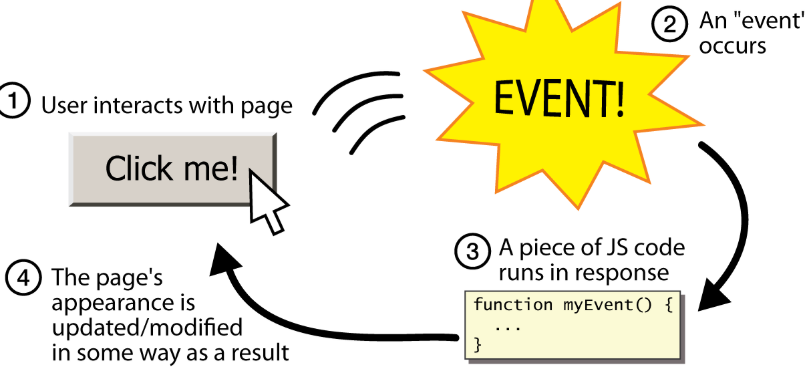 1 User interacts with page
Click me!
EVENT!
2 An "event"
occurs
3 A piece of JS code
runs in response
function myEvent() {
...
}
4 The page's
appearance is
updated/modified
in some way as a result